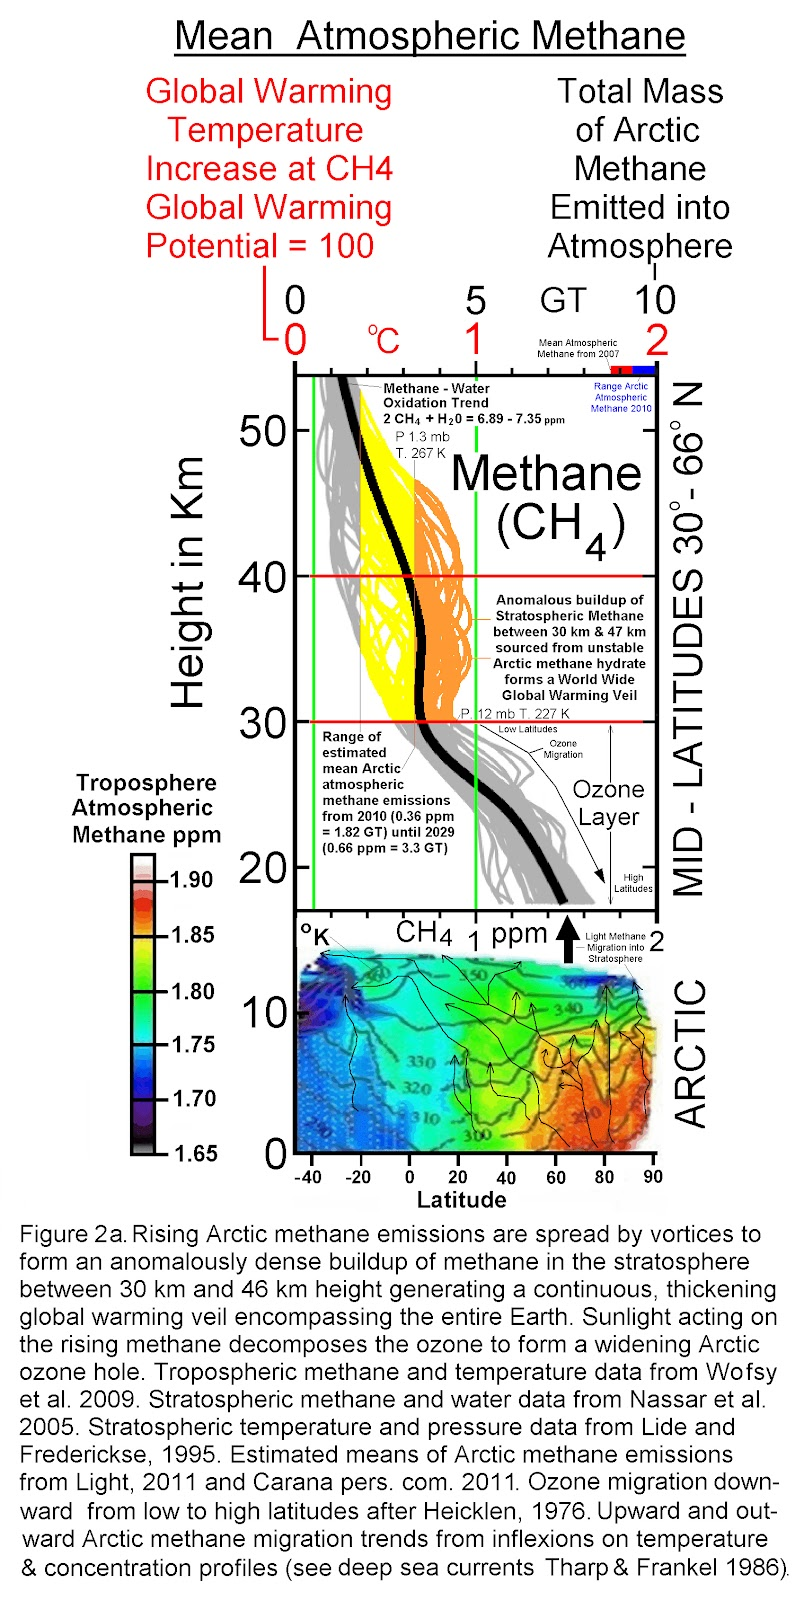 Mean Atmospheric Methane
Global Warming
Temperature
Increase at CH4
Global Warming
Potential = 100
Total Mass
of Arctic
Methane
Emitted into
Atmosphere
0 5 GT 10
0 °C 1 2
Mean Atmospheric
Methane from 2007
Range Arctic
Atmospheric
Methane 2010
Methane - Water
Oxidation Trend
2 CH4 + H20 = 6.89 - 7.35 ppm
P 1.3 mb
T. 267 K
Methane
(CH4)
50
40
30
20
10
0
Height in Km
MID - LATITUDES 30° - 66° N
ARCTIC
Anomalous buildup of
Stratospheric Methane
between 30 km & 47 km
sourced from unstable
Arctic methane hydrate
forms a World Wide
Global Warming Veil
P. 12 mb T. 227 K
Low Latitudes
Ozone
Migration
Ozone
Layer
High
Latitudes
Range of
estimated
mean Arctic
atmospheric
methane emissions
from 2010 (0.36 ppm
= 1.82 GT) until 2029
(0.66 ppm = 3.3 GT)
Troposphere
Atmospheric
Methane ppm
1.90
1.85
1.80
1.75
1.70
1.65
°K CH4 1 ppm 2
Light Methane
Migration into
Stratosphere
350
340
330
320
310
300
-40 -20 0 20 40 60 80 90
Latitude
Figure 2a. Rising Arctic methane emissions are spread by vortices to
form an anomalously dense buildup of methane in the stratosphere
between 30 km and 46 km height generating a continuous, thickening
global warming veil encompassing the entire Earth. Sunlight acting on
the rising methane decomposes the ozone to form a widening Arctic
ozone hole. Tropospheric methane and temperature data from Wofsy
et al. 2009. Stratospheric methane and water data from Nassar et al.
2005. Stratospheric temperature and pressure data from Lide and
Frederickse, 1995. Estimated means of Arctic methane emissions
from Light, 2011 and Carana pers. com. 2011. Ozone migration down-
ward from low to high latitudes after Heicklen, 1976. Upward and out-
ward Arctic methane migration trends from inflexions on temperature
& concentration profiles (see deep sea currents Tharp & Frankel 1986).